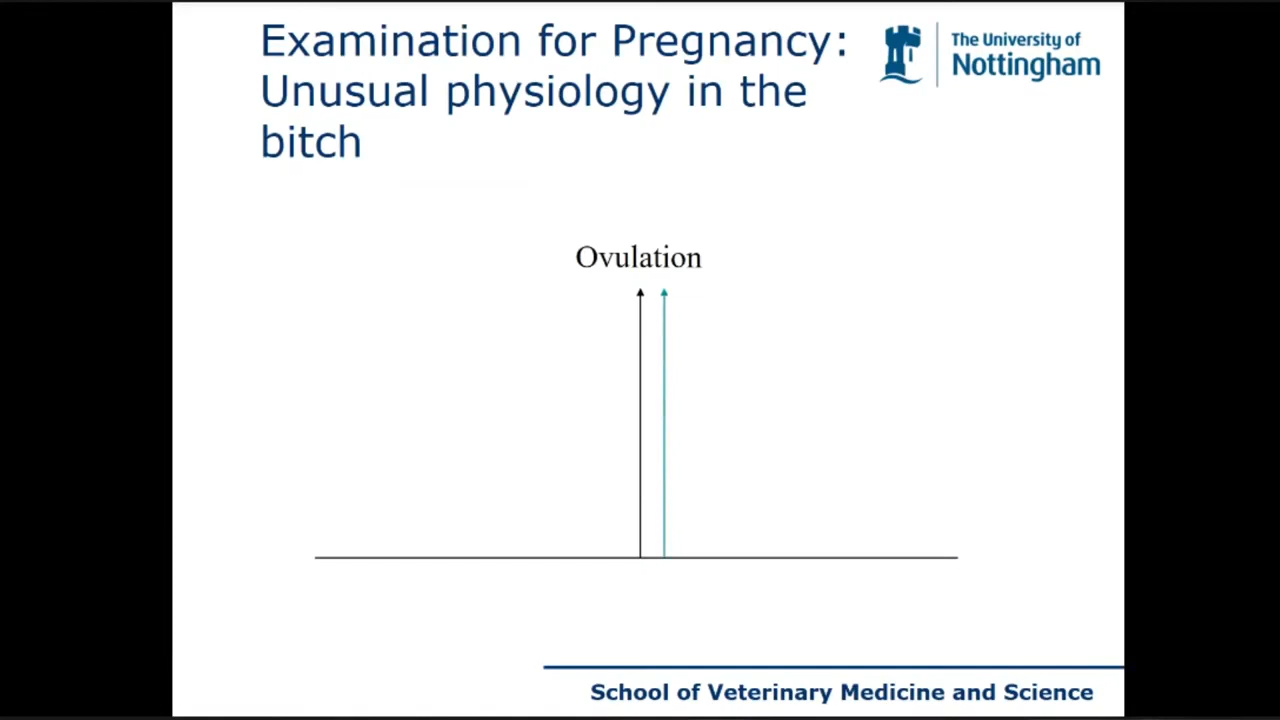 Examination for Pregnancy:
Unusual physiology in the
bitch
The University of
Nottingham
Ovulation
School of Veterinary Medicine and Science